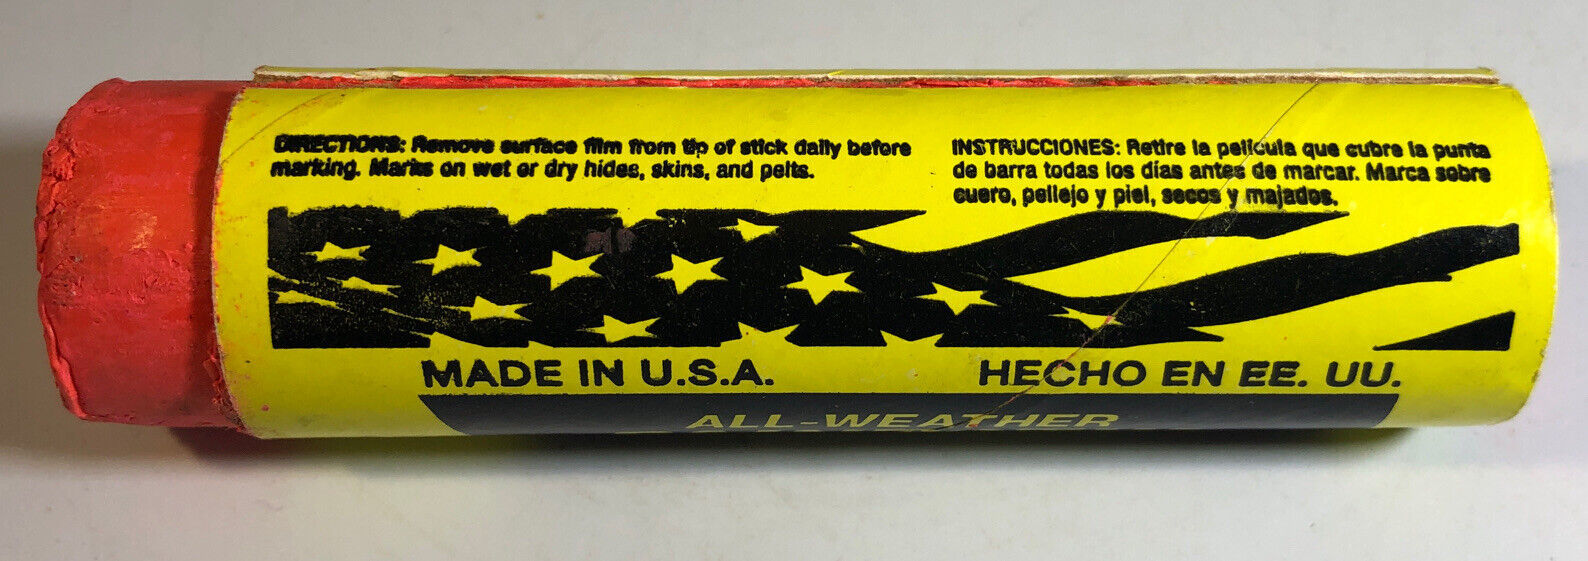 DIRECTIONS: Remove surface film from tip of stick daily before
marking. Marks on wet or dry hides, skins, and pelts.
INSTRUCCIONES: Retire la película que cubre la punta
de barra todas los días antes de marcar. Marca sobre
cuero, pellejo y piel, secos y majados.
MADE IN U.S.A.
HECHO EN EE. UU.
ALL-WEATHER